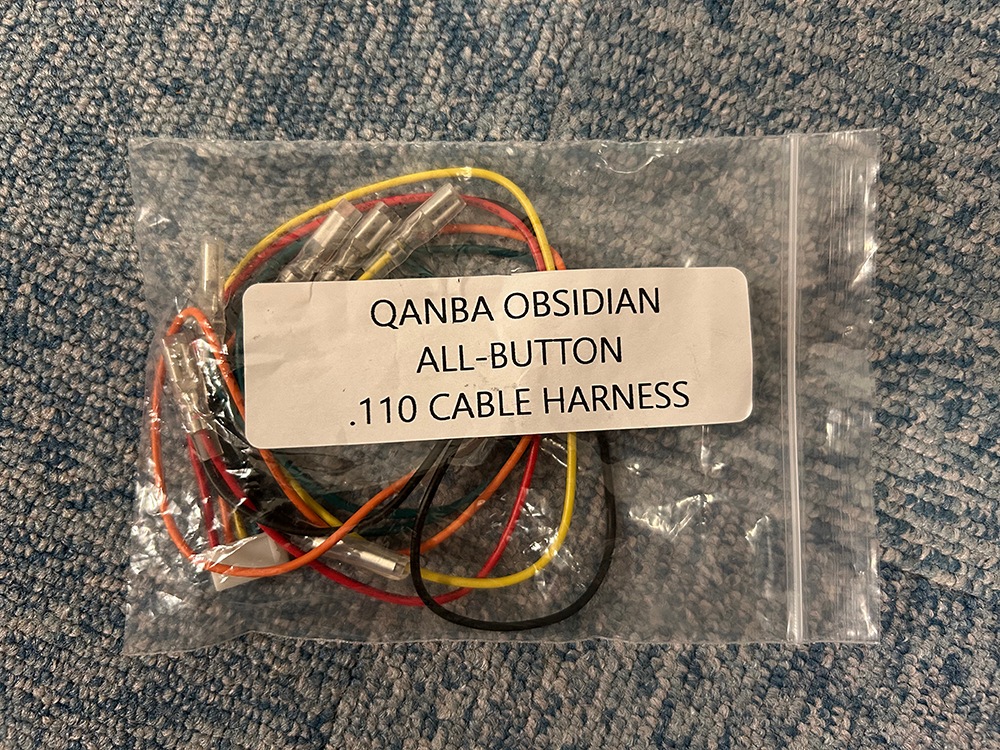 QANBA OBSIDIAN
ALL-BUTTON
.110 CABLE HARNESS